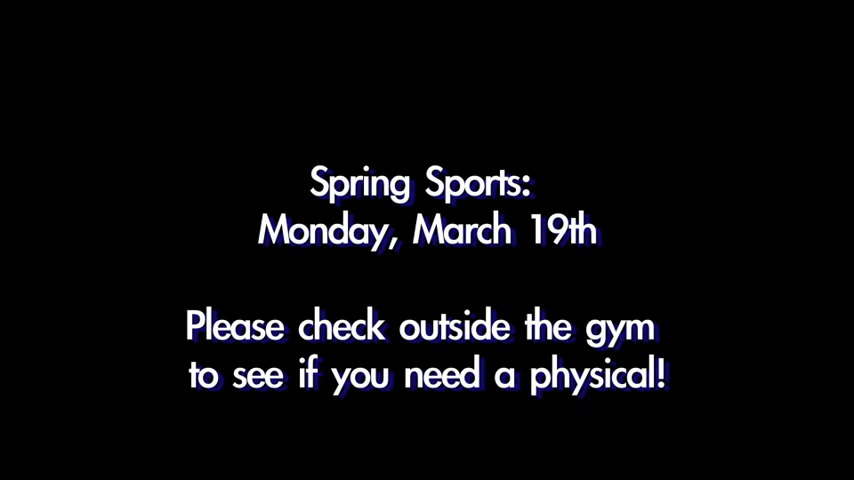 Spring Sports:
Monday, March 19th
Please check outside the gym
to see if you need a physical!